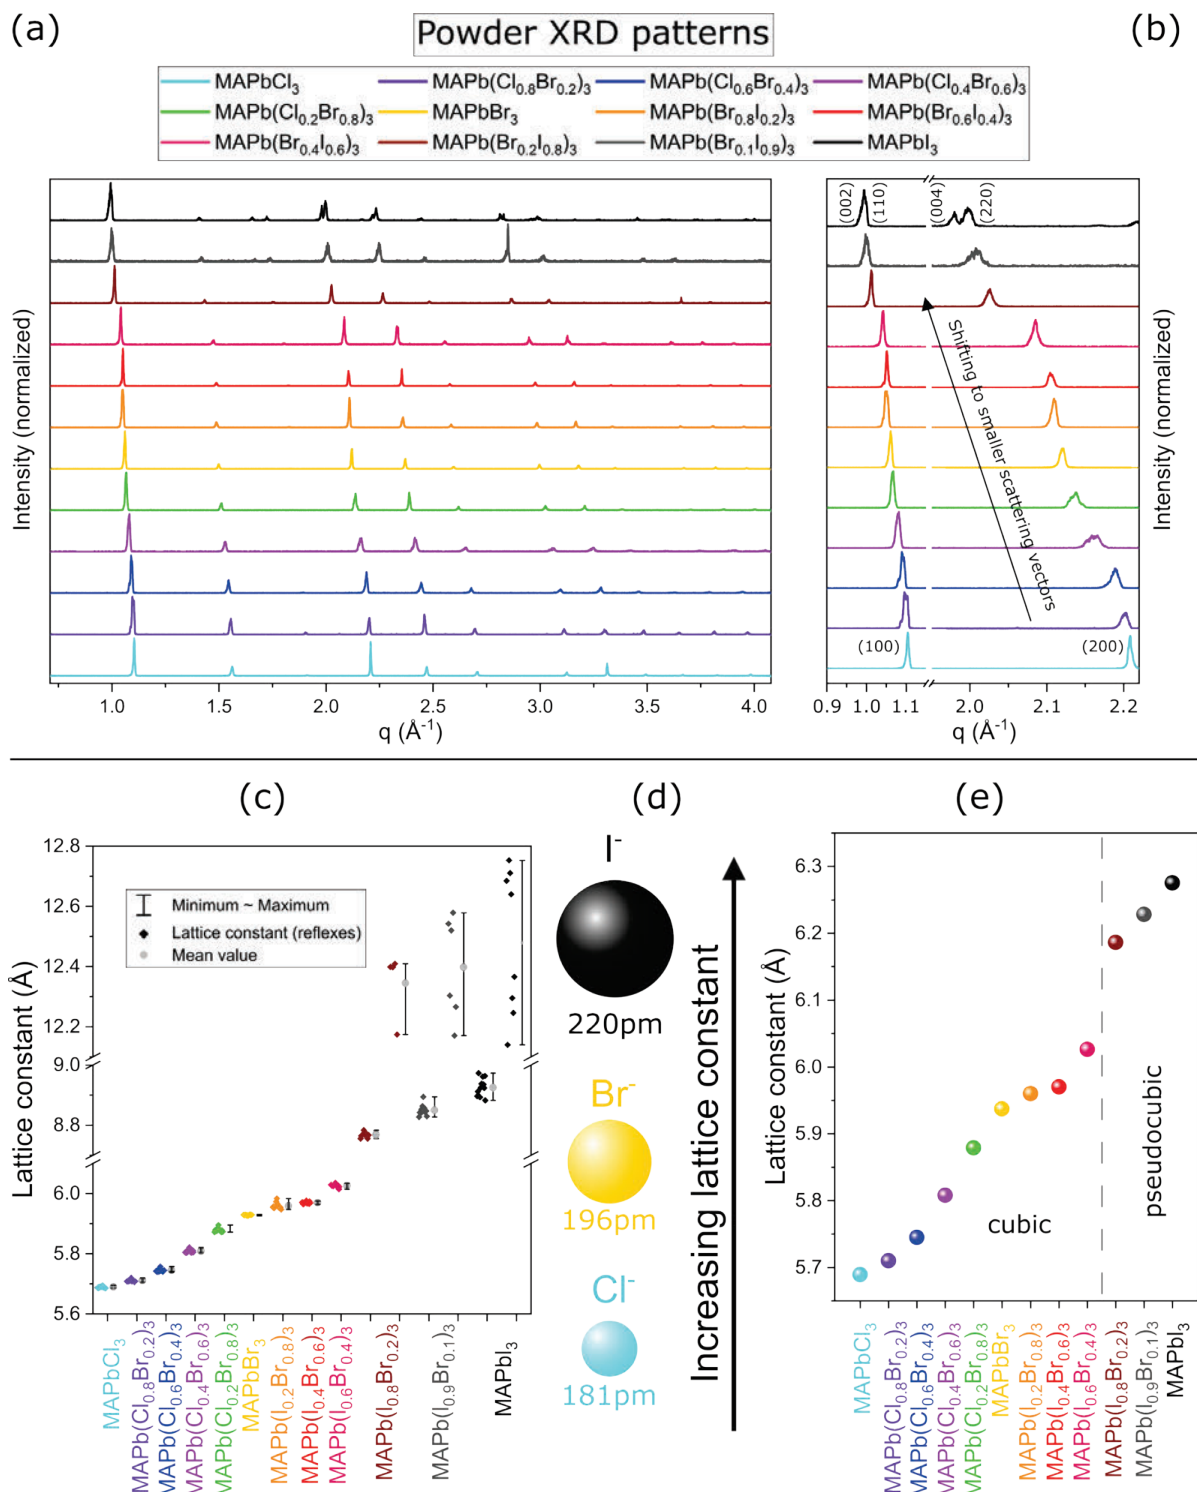 (a)
Powder XRD patterns
(b)
MAPbCl₃ MAPb(Cl₀.₈Br₀.₂)₃ MAPb(Cl₀.₆Br₀.₄)₃ MAPb(Cl₀.₄Br₀.₆)₃
MAPb(Cl₀.₂Br₀.₈)₃ MAPbBr₃ MAPb(Br₀.₈I₀.₂)₃ MAPb(Br₀.₆I₀.₄)₃
MAPb(Br₀.₄I₀.₆)₃ MAPb(Br₀.₂I₀.₈)₃ MAPb(Br₀.₁I₀.₉)₃ MAPbI₃
Intensity (normalized)
1.0 1.5 2.0 2.5 3.0 3.5 4.0
q (Å⁻¹)
(002) (110) (004) (220)
Shifting to smaller scattering vectors
(100) (200)
0.9 1.0 1.1 2.0 2.1 2.2
q (Å⁻¹)
Intensity (normalized)
(c)
12.8
12.6
12.4
12.2
9.0
8.8
6.0
5.8
5.6
Lattice constant (Å)
Minimum ~ Maximum
Lattice constant (reflexes)
Mean value
MAPbCl₃
MAPb(Cl₀.₈Br₀.₂)₃
MAPb(Cl₀.₆Br₀.₄)₃
MAPb(Cl₀.₄Br₀.₆)₃
MAPb(Cl₀.₂Br₀.₈)₃
MAPbBr₃
MAPb(I₀.₂Br₀.₈)₃
MAPb(I₀.₄Br₀.₆)₃
MAPb(I₀.₆Br₀.₄)₃
MAPb(I₀.₈Br₀.₂)₃
MAPb(I₀.₉Br₀.₁)₃
MAPbI₃
(d)
I⁻
220pm
Br⁻
196pm
Cl⁻
181pm
Increasing lattice constant
(e)
6.3
6.2
6.1
6.0
5.9
5.8
5.7
Lattice constant (Å)
cubic
pseudocubic
MAPbCl₃
MAPb(Cl₀.₈Br₀.₂)₃
MAPb(Cl₀.₆Br₀.₄)₃
MAPb(Cl₀.₄Br₀.₆)₃
MAPb(Cl₀.₂Br₀.₈)₃
MAPbBr₃
MAPb(I₀.₂Br₀.₈)₃
MAPb(I₀.₄Br₀.₆)₃
MAPb(I₀.₆Br₀.₄)₃
MAPb(I₀.₈Br₀.₂)₃
MAPb(I₀.₉Br₀.₁)₃
MAPbI₃